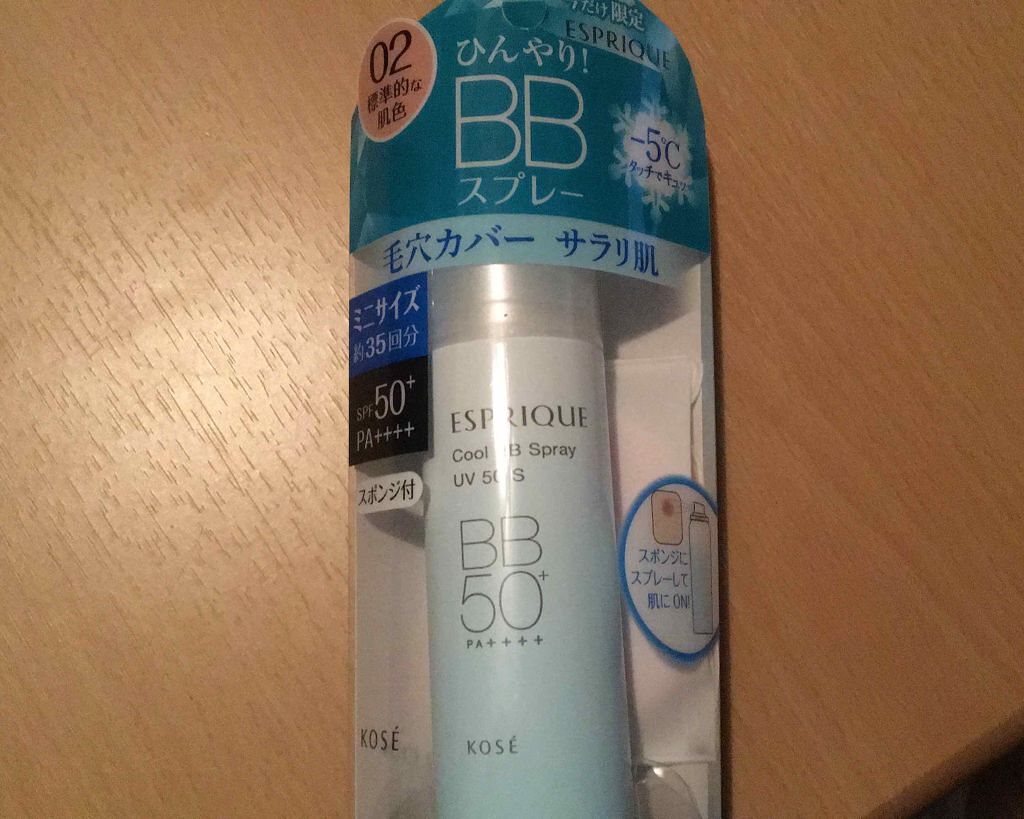 今だけ限定
ESPRIQUE
02
標準的な
肌色
ひんやり!
BB
スプレー
-5℃
タッチでキュッ
毛穴カバー サラリ肌
ミニサイズ
約35回分
SPF50+
PA++++
スポンジ付
ESPRIQUE
Cool BB Spray
UV 50 S
BB
50+
PA++++
スポンジに
スプレーして
肌にON!
KOSÉ
KOSÉ